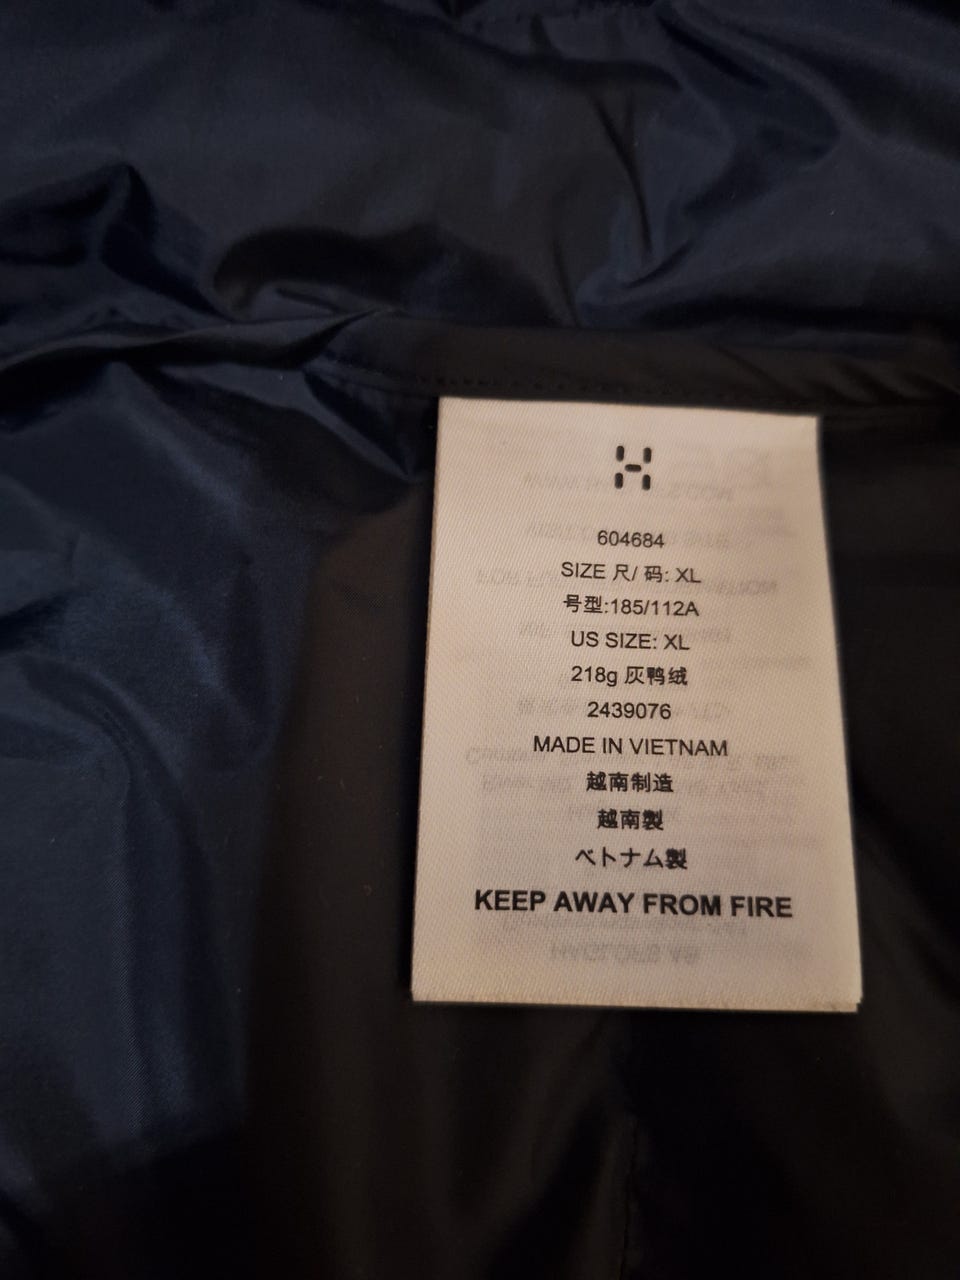 604684
SIZE 尺/ 码: XL
号型:185/112A
US SIZE: XL
218g 灰鸭绒
2439076
MADE IN VIETNAM
越南制造
越南製
ベトナム製
KEEP AWAY FROM FIRE